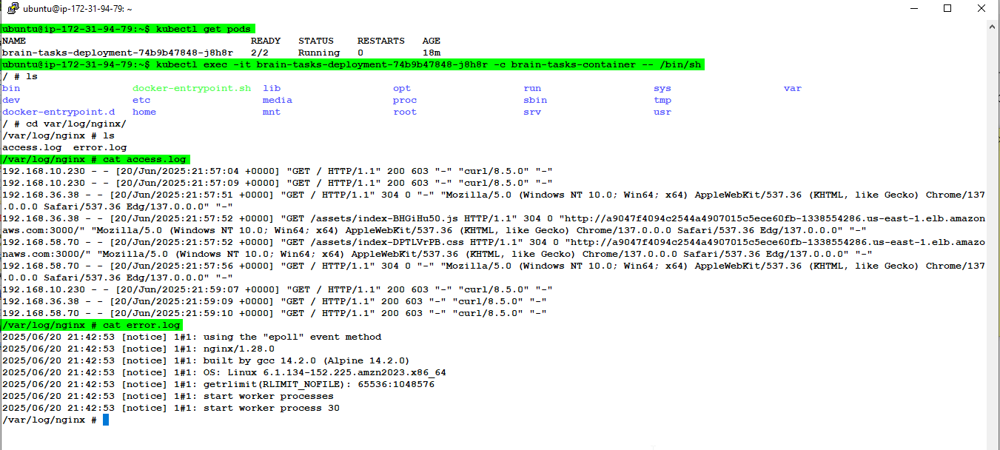 ubuntu@ip-172-31-94-79: ~
ubuntu@ip-172-31-94-79:~$ kubectl get pods
NAME                                READY   STATUS    RESTARTS   AGE
brain-tasks-deployment-74b9b47848-j8h8r   2/2     Running   0          18m
ubuntu@ip-172-31-94-79:~$ kubectl exec -it brain-tasks-deployment-74b9b47848-j8h8r -c brain-tasks-container -- /bin/sh
/ # ls
bin                   docker-entrypoint.sh  lib                   opt                   run                   sys                   var
dev                   etc                   media                 proc                  sbin                  tmp
docker-entrypoint.d   home                  mnt                   root                  srv                   usr
/ # cd var/log/nginx/
/var/log/nginx # ls
access.log  error.log
/var/log/nginx # cat access.log
192.168.10.230 - - [20/Jun/2025:21:57:04 +0000] "GET / HTTP/1.1" 200 603 "-" "curl/8.5.0" "-"
192.168.10.230 - - [20/Jun/2025:21:57:09 +0000] "GET / HTTP/1.1" 200 603 "-" "curl/8.5.0" "-"
192.168.36.38 - - [20/Jun/2025:21:57:51 +0000] "GET / HTTP/1.1" 304 0 "-" "Mozilla/5.0 (Windows NT 10.0; Win64; x64) AppleWebKit/537.36 (KHTML, like Gecko) Chrome/137
.0.0.0 Safari/537.36 Edg/137.0.0.0" "-"
192.168.36.38 - - [20/Jun/2025:21:57:52 +0000] "GET /assets/index-BHGiHu50.js HTTP/1.1" 304 0 "http://a9047f4094c2544a4907015c5ece60fb-1338554286.us-east-1.elb.amazon
aws.com:3000/" "Mozilla/5.0 (Windows NT 10.0; Win64; x64) AppleWebKit/537.36 (KHTML, like Gecko) Chrome/137.0.0.0 Safari/537.36 Edg/137.0.0.0" "-"
192.168.58.70 - - [20/Jun/2025:21:57:52 +0000] "GET /assets/index-DPTLVrPB.css HTTP/1.1" 304 0 "http://a9047f4094c2544a4907015c5ece60fb-1338554286.us-east-1.elb.amazo
naws.com:3000/" "Mozilla/5.0 (Windows NT 10.0; Win64; x64) AppleWebKit/537.36 (KHTML, like Gecko) Chrome/137.0.0.0 Safari/537.36 Edg/137.0.0.0" "-"
192.168.58.70 - - [20/Jun/2025:21:57:56 +0000] "GET / HTTP/1.1" 304 0 "-" "Mozilla/5.0 (Windows NT 10.0; Win64; x64) AppleWebKit/537.36 (KHTML, like Gecko) Chrome/137
.0.0.0 Safari/537.36 Edg/137.0.0.0" "-"
192.168.10.230 - - [20/Jun/2025:21:59:07 +0000] "GET / HTTP/1.1" 200 603 "-" "curl/8.5.0" "-"
192.168.36.38 - - [20/Jun/2025:21:59:09 +0000] "GET / HTTP/1.1" 200 603 "-" "curl/8.5.0" "-"
192.168.58.70 - - [20/Jun/2025:21:59:10 +0000] "GET / HTTP/1.1" 200 603 "-" "curl/8.5.0" "-"
/var/log/nginx # cat error.log
2025/06/20 21:42:53 [notice] 1#1: using the "epoll" event method
2025/06/20 21:42:53 [notice] 1#1: nginx/1.28.0
2025/06/20 21:42:53 [notice] 1#1: built by gcc 14.2.0 (Alpine 14.2.0)
2025/06/20 21:42:53 [notice] 1#1: OS: Linux 6.1.134-152.225.amzn2023.x86_64
2025/06/20 21:42:53 [notice] 1#1: getrlimit(RLIMIT_NOFILE): 65536:1048576
2025/06/20 21:42:53 [notice] 1#1: start worker processes
2025/06/20 21:42:53 [notice] 1#1: start worker process 30
/var/log/nginx #